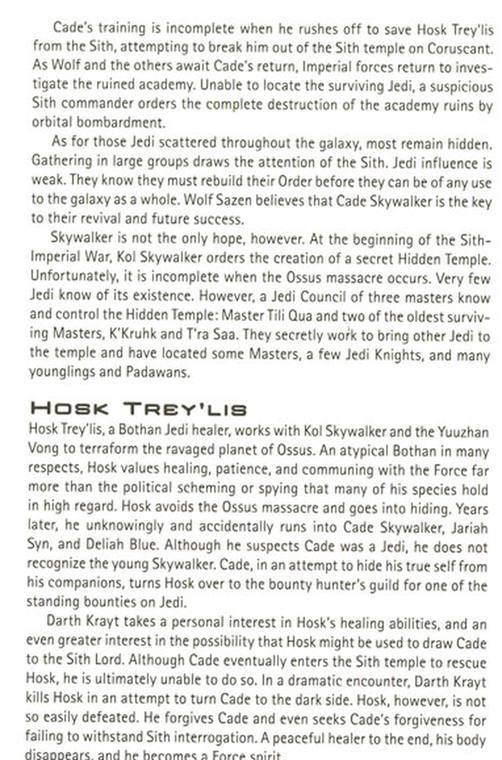 Cade's training is incomplete when he rushes off to save Hosk Trey'lis
from the Sith, attempting to break him out of the Sith temple on Coruscant.
As Wolf and the others await Cade's return, Imperial forces return to inves-
tigate the ruined academy. Unable to locate the surviving Jedi, a suspicious
Sith commander orders the complete destruction of the academy ruins by
orbital bombardment.
As for those Jedi scattered throughout the galaxy, most remain hidden.
Gathering in large groups draws the attention of the Sith. Jedi influence is
weak. They know they must rebuild their Order before they can be of any use
to the galaxy as a whole. Wolf Sazen believes that Cade Skywalker is the key
to their revival and future success.
Skywalker is not the only hope, however. At the beginning of the Sith-
Imperial War, Kol Skywalker orders the creation of a secret Hidden Temple.
Unfortunately, it is incomplete when the Ossus massacre occurs. Very few
Jedi know of its existence. However, a Jedi Council of three masters know
and control the Hidden Temple: Master Tili Qua and two of the oldest surviv-
ing Masters, K'Kruhk and T'ra Saa. They secretly work to bring other Jedi to
the temple and have located some Masters, a few Jedi Knights, and many
younglings and Padawans.
HOSK TREY'LIS
Hosk Trey'lis, a Bothan Jedi healer, works with Kol Skywalker and the Yuuzhan
Vong to terraform the ravaged planet of Ossus. An atypical Bothan in many
respects, Hosk values healing, patience, and communing with the Force far
more than the political scheming or spying that many of his species hold
in high regard. Hosk avoids the Ossus massacre and goes into hiding. Years
later, he unknowingly and accidentally runs into Cade Skywalker, Jariah
Syn, and Deliah Blue. Although he suspects Cade was a Jedi, he does not
recognize the young Skywalker. Cade, in an attempt to hide his true self from
his companions, turns Hosk over to the bounty hunter's guild for one of the
standing bounties on Jedi.
Darth Krayt takes a personal interest in Hosk's healing abilities, and an
even greater interest in the possibility that Hosk might be used to draw Cade
to the Sith Lord. Although Cade eventually enters the Sith temple to rescue
Hosk, he is ultimately unable to do so. In a dramatic encounter, Darth Krayt
kills Hosk in an attempt to turn Cade to the dark side. Hosk, however, is not
so easily defeated. He forgives Cade and even seeks Cade's forgiveness for
failing to withstand Sith interrogation. A peaceful healer to the end, his body
disappears, and he becomes a Force spirit.